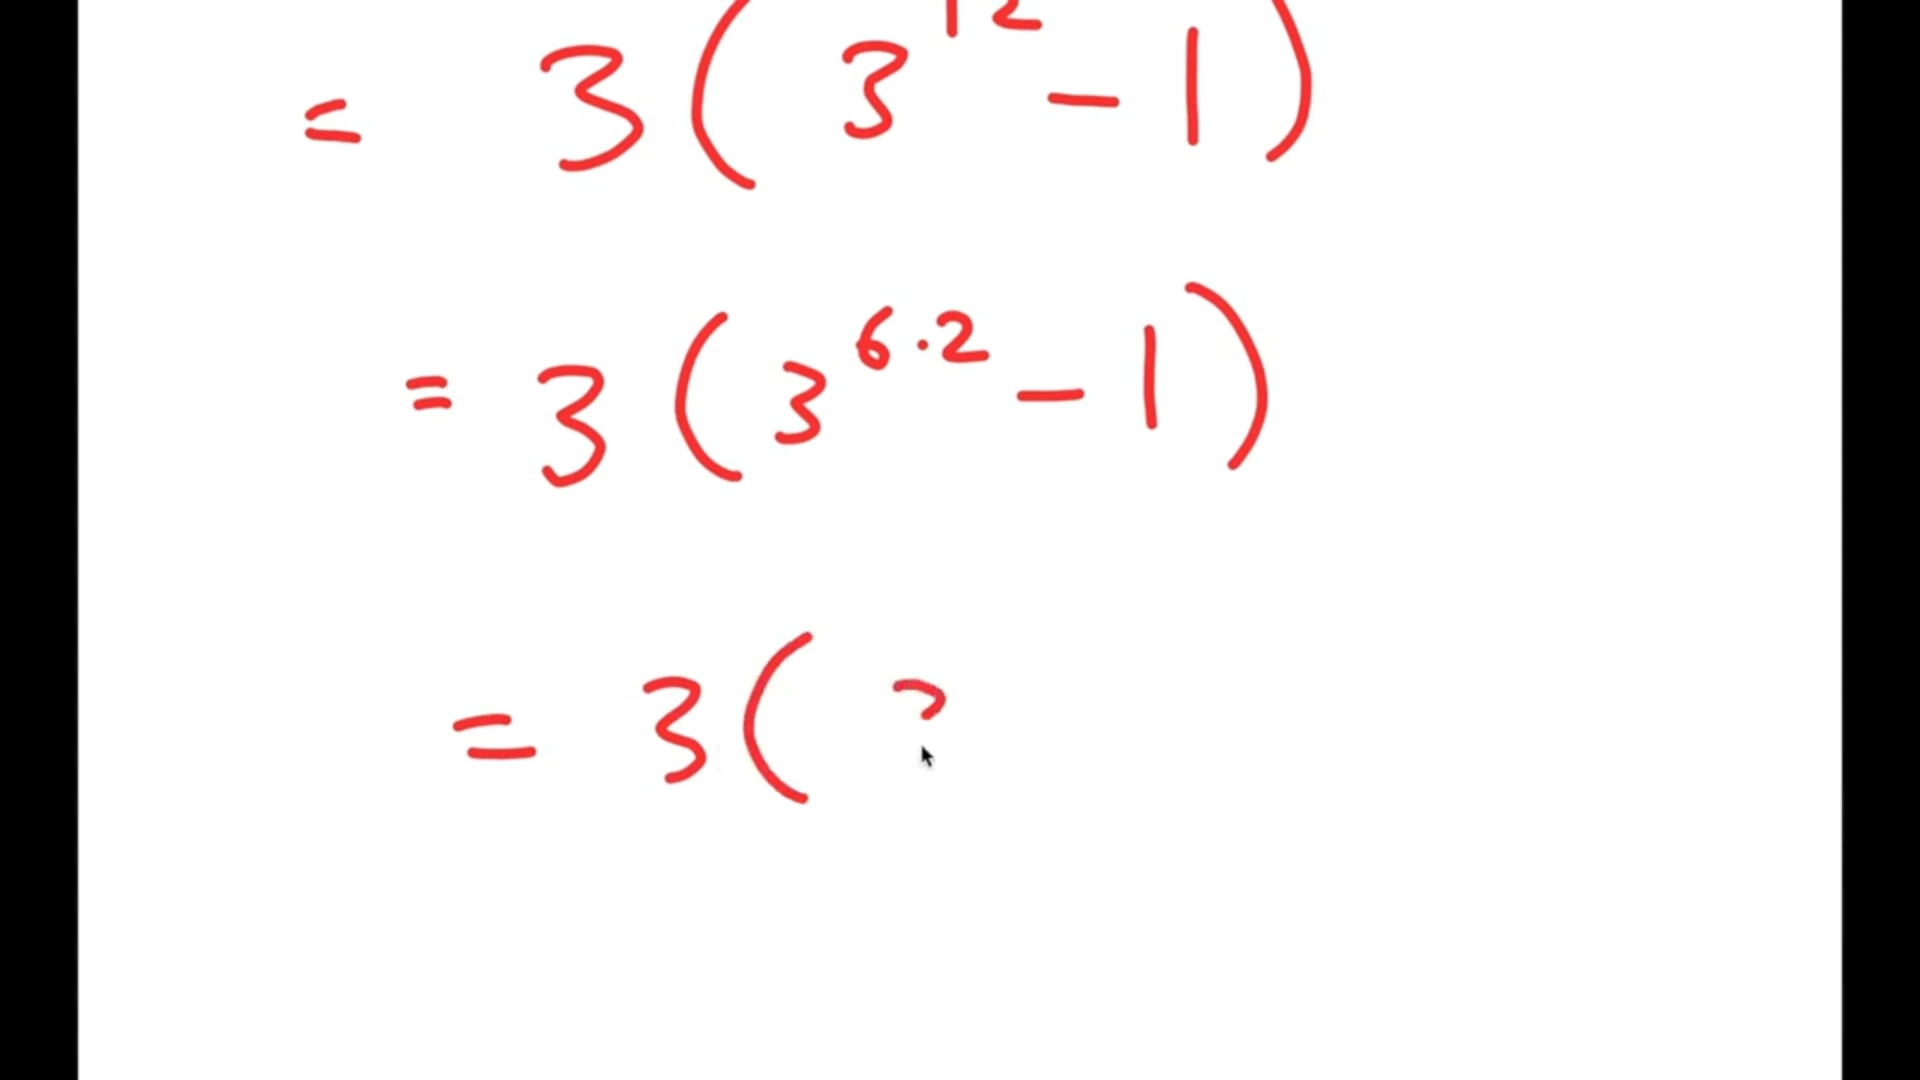 = 3(3^12 - 1)
= 3(3^6·2 - 1)
= 3(